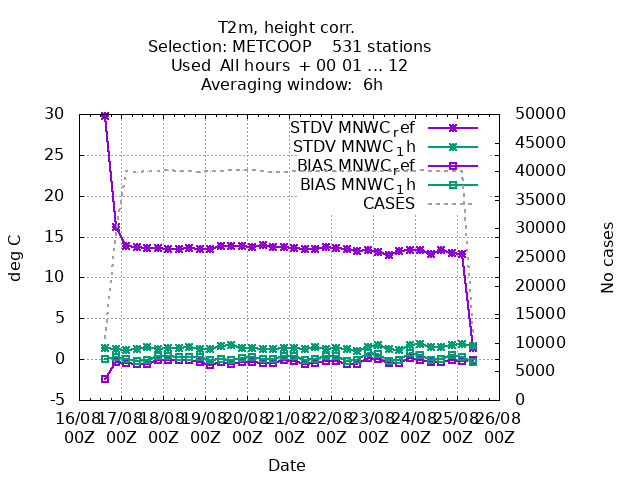 T2m, height corr.
Selection: METCOOP 531 stations
Used All hours + 00 01 ... 12
Averaging window: 6h
30
25
20
15
10
5
0
-5
50000
45000
40000
35000
30000
25000
20000
15000
10000
5000
0
STDV MNWC_ref
STDV MNWC_1h
BIAS MNWC_ref
BIAS MNWC_1h
CASES
deg C
No cases
16/08 17/08 18/08 19/08 20/08 21/08 22/08 23/08 24/08 25/08 26/08
00Z 00Z 00Z 00Z 00Z 00Z 00Z 00Z 00Z 00Z 00Z
Date